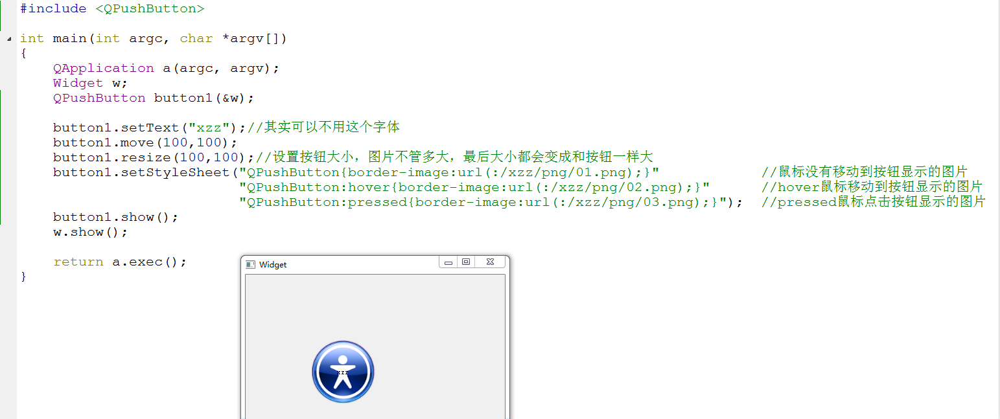 #include <QPushButton>
int main(int argc, char *argv[])
{
    QApplication a(argc, argv);
    Widget w;
    QPushButton button1(&w);
    button1.setText("xzz");//其实可以不用这个字体
    button1.move(100,100);
    button1.resize(100,100);//设置按钮大小，图片不管多大，最后大小都会变成和按钮一样大
    button1.setStyleSheet("QPushButton{border-image:url(:/xzz/png/01.png);}"            //鼠标没有移动到按钮显示的图片
                          "QPushButton:hover{border-image:url(:/xzz/png/02.png);}"      //hover鼠标移动到按钮显示的图片
                          "QPushButton:pressed{border-image:url(:/xzz/png/03.png);}");  //pressed鼠标点击按钮显示的图片
    button1.show();
    w.show();
    return a.exec();
}
Widget
xzz